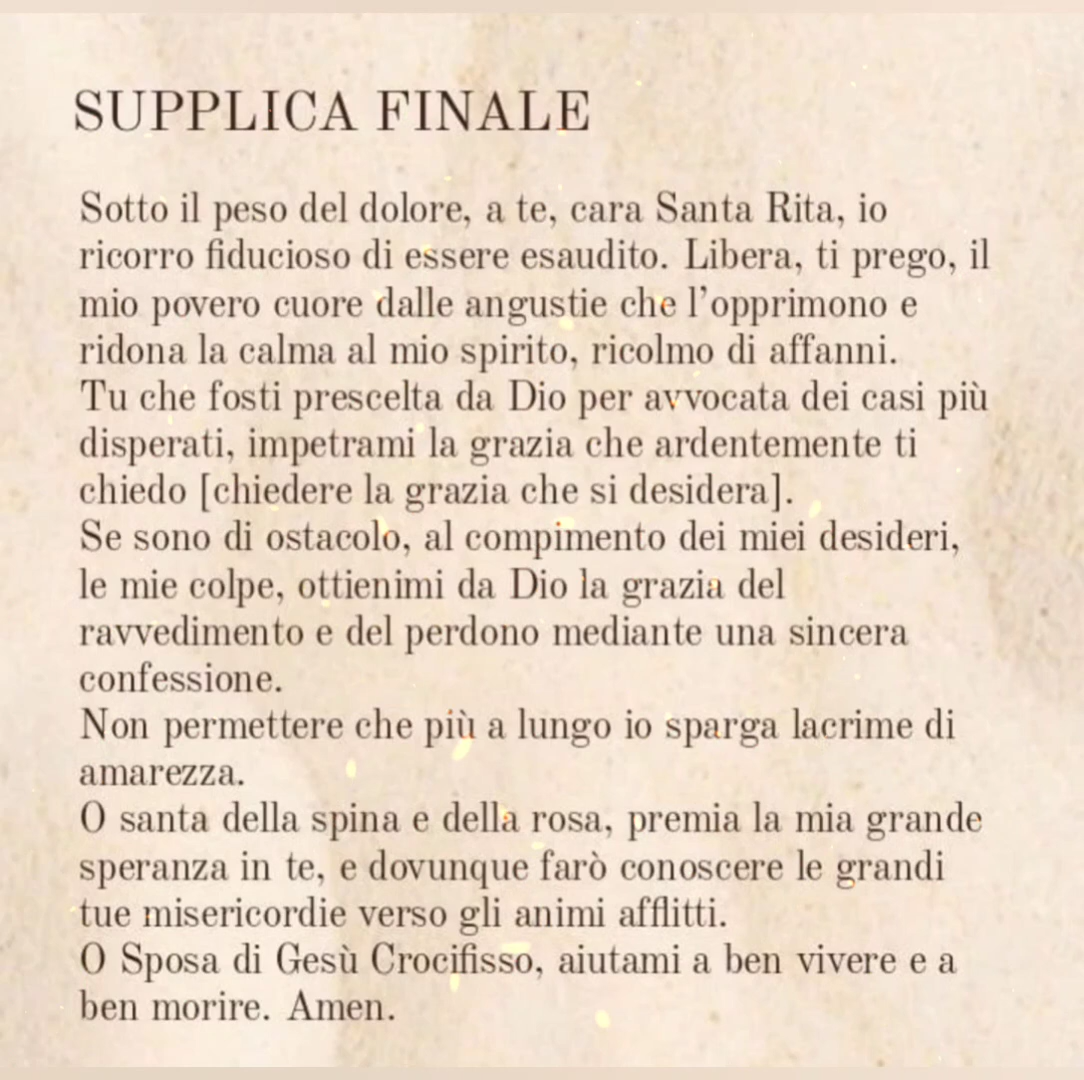 SUPPLICA FINALE
Sotto il peso del dolore, a te, cara Santa Rita, io
ricorro fiducioso di essere esaudito. Libera, ti prego, il
mio povero cuore dalle angustie che l'opprimono e
ridona la calma al mio spirito, ricolmo di affanni.
Tu che fosti prescelta da Dio per avvocata dei casi più
disperati, impetrami la grazia che ardentemente ti
chiedo [chiedere la grazia che si desidera].
Se sono di ostacolo, al compimento dei miei desideri,
le mie colpe, ottienimi da Dio la grazia del
ravvedimento e del perdono mediante una sincera
confessione.
Non permettere che più a lungo io sparga lacrime di
amarezza.
O santa della spina e della rosa, premia la mia grande
speranza in te, e dovunque farò conoscere le grandi
tue misericordie verso gli animi afflitti.
O Sposa di Gesù Crocifisso, aiutami a ben vivere e a
ben morire. Amen.